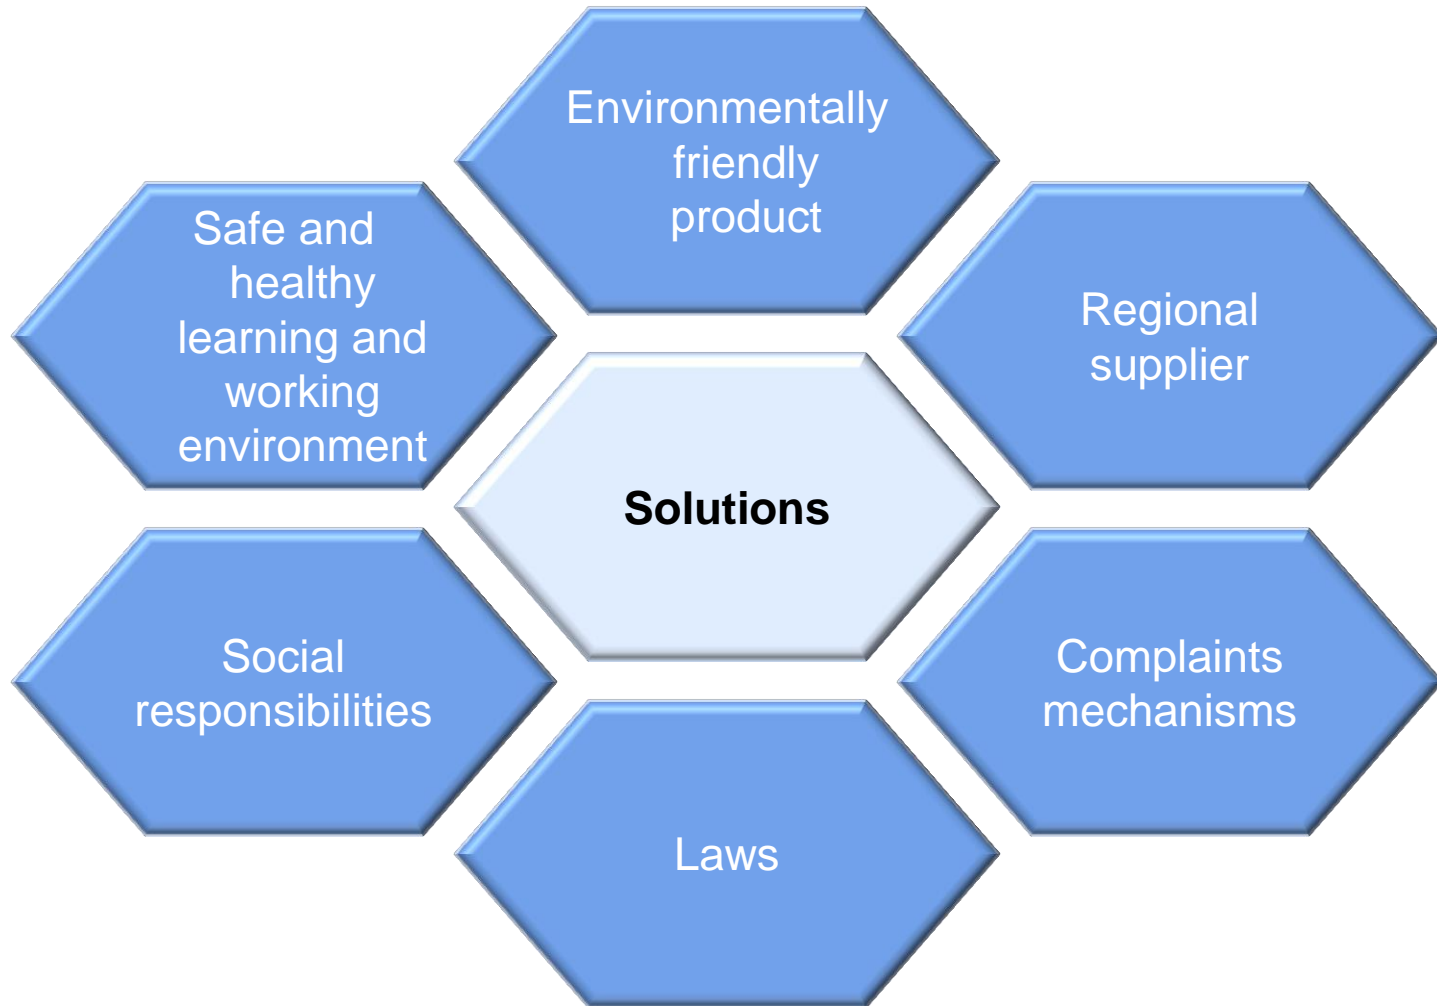 Environmentally
friendly
product
Safe and
healthy
learning and
working
environment
Regional
supplier
Solutions
Social
responsibilities
Complaints
mechanisms
Laws